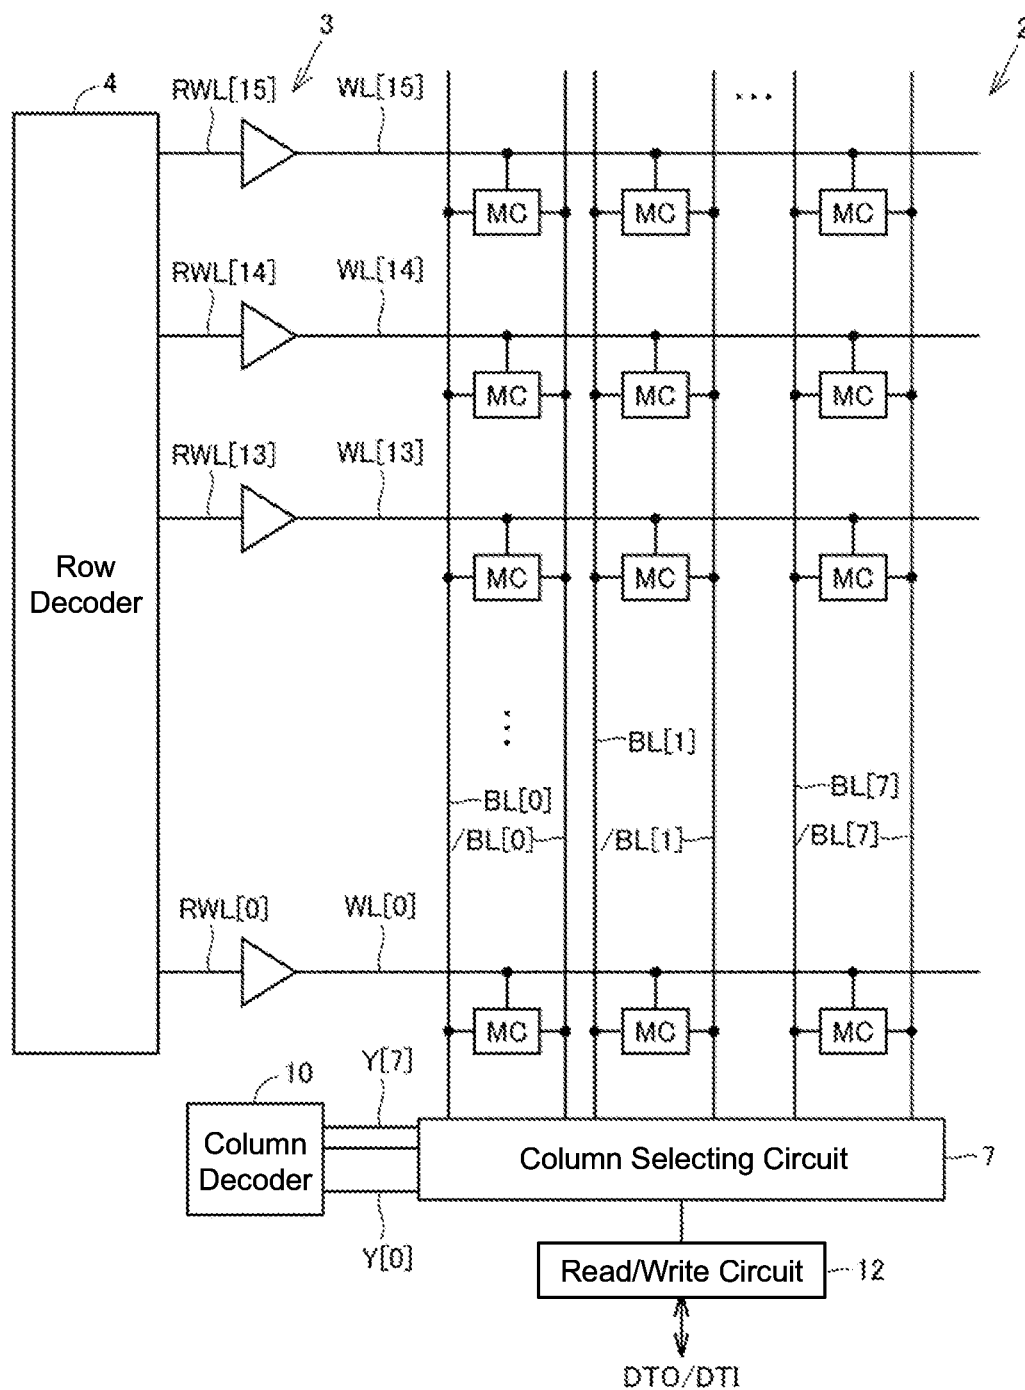 3
2
4
RWL[15]
WL[15]
MC MC MC
RWL[14]
WL[14]
MC MC MC
RWL[13]
WL[13]
MC MC MC
Row
Decoder
BL[1]
BL[7]
BL[0]
/BL[0]
/BL[1]
/BL[7]
RWL[0]
WL[0]
MC MC MC
Y[7]
10
Column
Decoder
Column Selecting Circuit
7
Y[0]
Read/Write Circuit
12
DTO/DTI